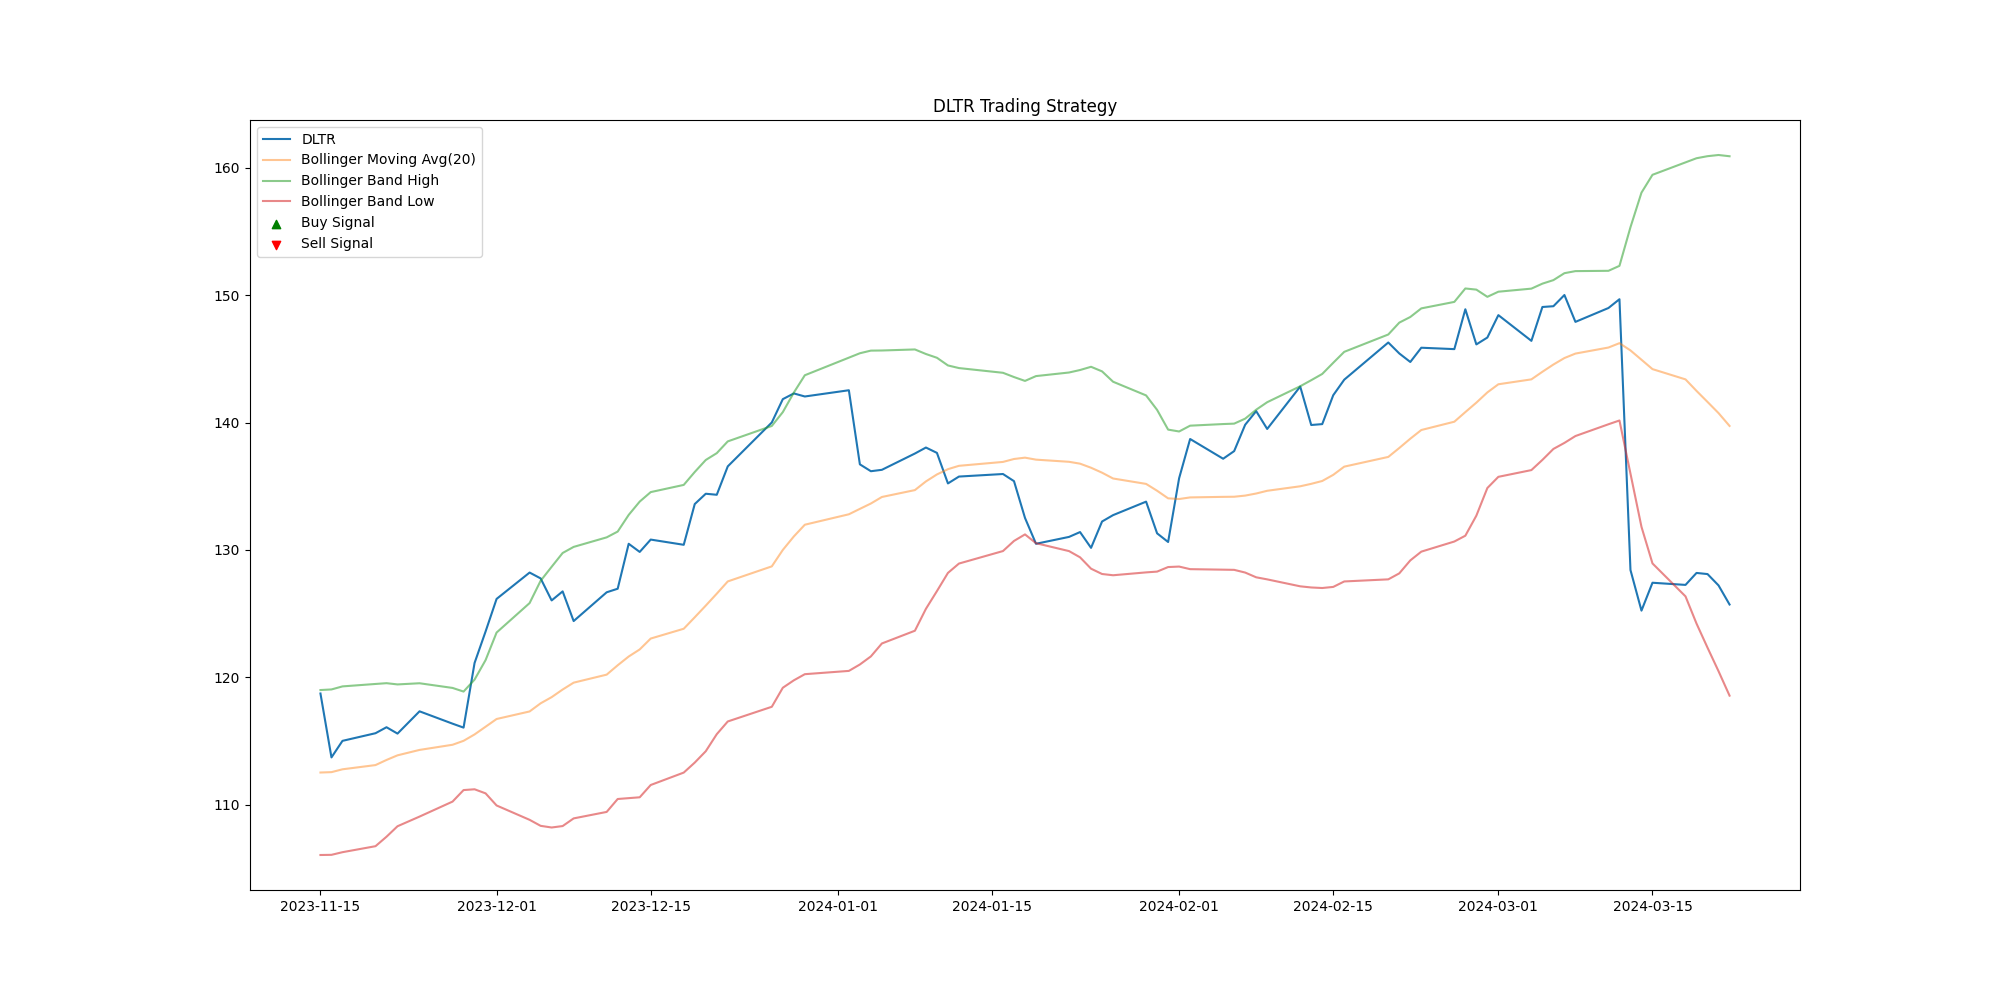 DLTR Trading Strategy
DLTR
Bollinger Moving Avg(20)
Bollinger Band High
Bollinger Band Low
Buy Signal
Sell Signal
160
150
140
130
120
110
2023-11-15 2023-12-01 2023-12-15 2024-01-01 2024-01-15 2024-02-01 2024-02-15 2024-03-01 2024-03-15